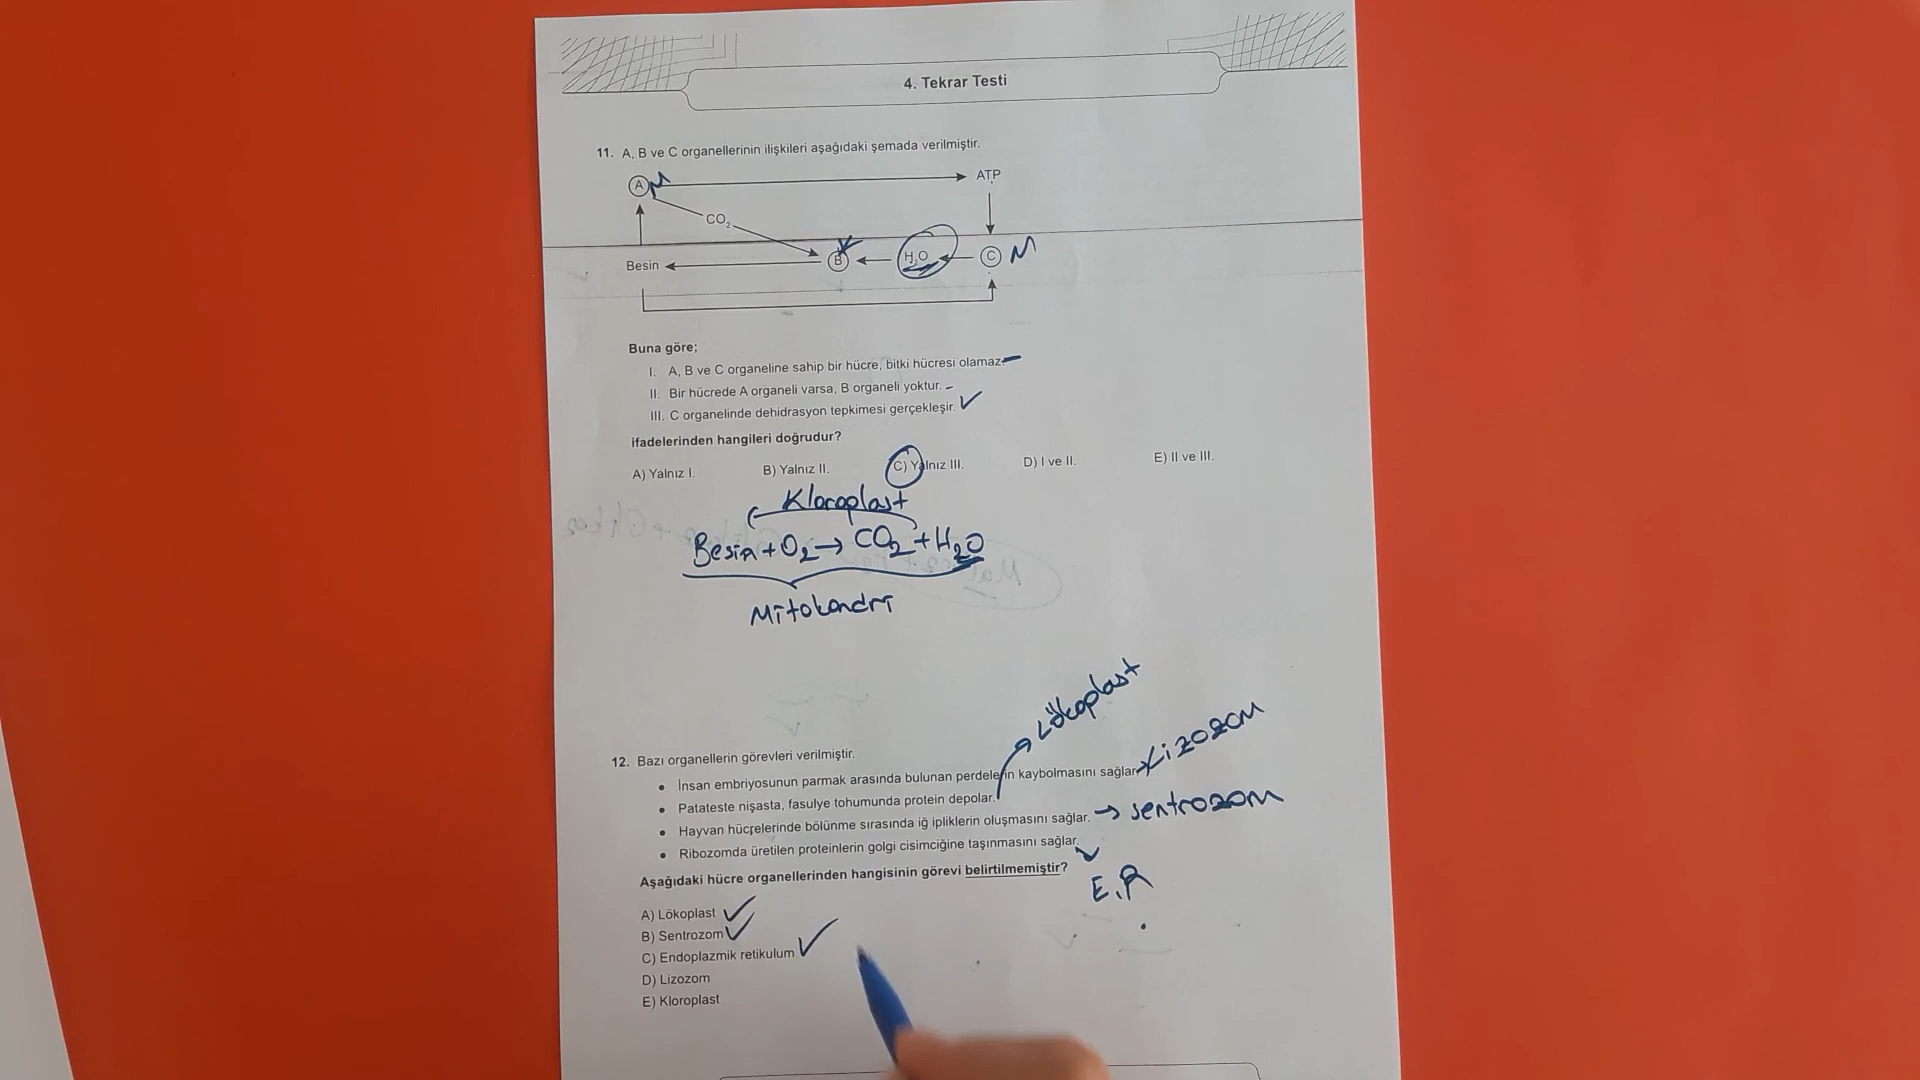 4. Tekrar Testi
11. A, B ve C organellerinin ilişkileri aşağıdaki şemada verilmiştir.
A M ATP
CO2
Besin B K H2O C M
Buna göre;
I. A, B ve C organeline sahip bir hücre, bitki hücresi olamaz.
II. Bir hücrede A organeli varsa, B organeli yoktur.
III. C organelinde dehidrasyon tepkimesi gerçekleşir.
ifadelerinden hangileri doğrudur?
A) Yalnız I. B) Yalnız II. C) Yalnız III. D) I ve II. E) II ve III.
Kloroplast
Besin + O2 → CO2 + H2O
Mitokondri
Lökoplast
12. Bazı organellerin görevleri verilmiştir.
• İnsan embriyosunun parmak arasında bulunan perdelerin kaybolmasını sağlar. Lizozom
• Patateste nişasta, fasulye tohumunda protein depolar.
• Hayvan hücrelerinde bölünme sırasında iğ ipliklerin oluşmasını sağlar. → sentrozom
• Ribozomda üretilen proteinlerin golgi cisimciğine taşınmasını sağlar.
Aşağıdaki hücre organellerinden hangisinin görevi belirtilmemiştir?
E.R
A) Lökoplast
B) Sentrozom
C) Endoplazmik retikulum
D) Lizozom
E) Kloroplast